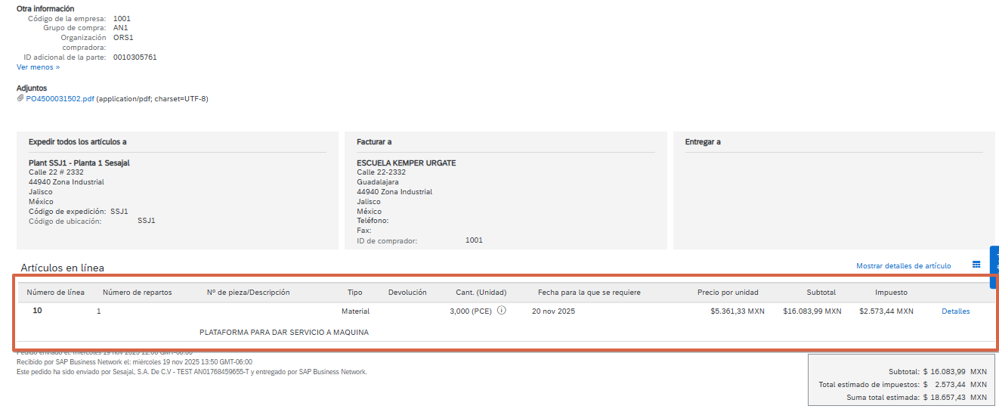 Otra información
Código de la empresa: 1001
Grupo de compra: AN1
Organización compradora: ORS1
ID adicional de la parte: 0010305761
Ver menos »
Adjuntos
PO4500031502.pdf (application/pdf; charset=UTF-8)
Expedir todos los artículos a
Plant SSJ1 - Planta 1 Sesajal
Calle 22 # 2332
44940 Zona Industrial
Jalisco
México
Código de expedición: SSJ1
Código de ubicación: SSJ1
Facturar a
ESCUELA KEMPER URGATE
Calle 22-2332
Guadalajara
44940 Zona Industrial
Jalisco
México
Teléfono:
Fax:
ID de comprador: 1001
Entregar a
Artículos en línea
Mostrar detalles de artículo
Número de línea Número de repartos Nº de pieza/Descripción Tipo Devolución Cant. (Unidad) Fecha para la que se requiere Precio por unidad Subtotal Impuesto
10 1 Material 3,000 (PCE) 20 nov 2025 $5.361,33 MXN $16.083,99 MXN $2.573,44 MXN Detalles
PLATAFORMA PARA DAR SERVICIO A MAQUINA
Pedido enviado el: miércoles 19 nov 2025 12:00 GMT-06:00
Recibido por SAP Business Network el: miércoles 19 nov 2025 13:50 GMT-06:00
Este pedido ha sido enviado por Sesajal, S.A. De C.V - TEST AN01768459655-T y entregado por SAP Business Network.
Subtotal: $ 16.083,99 MXN
Total estimado de impuestos: $ 2.573,44 MXN
Suma total estimada: $ 18.657,43 MXN